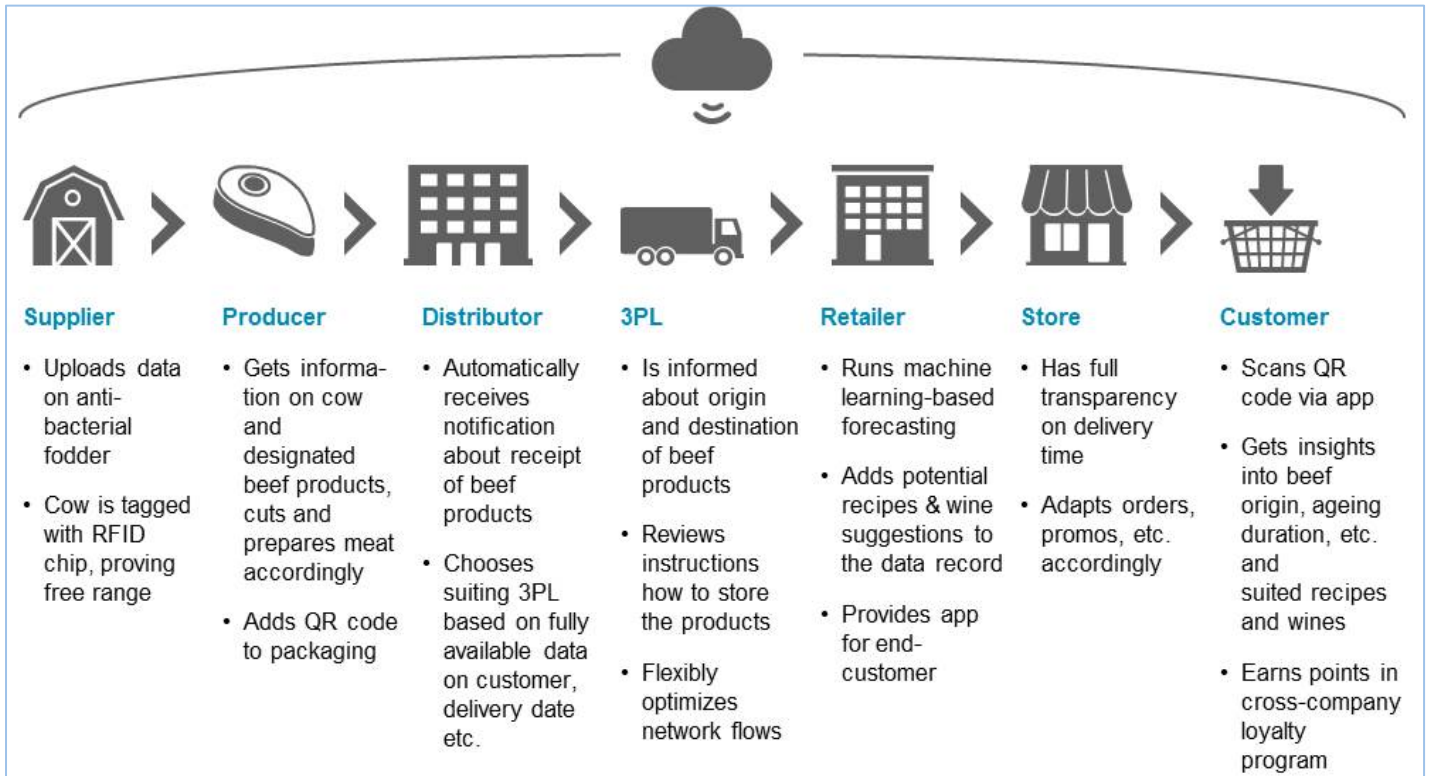 Supplier
• Uploads data
on anti-
bacterial
fodder
• Cow is tagged
with RFID
chip, proving
free range
Producer
• Gets informa-
tion on cow
and
designated
beef products,
cuts and
prepares meat
accordingly
• Adds QR code
to packaging
Distributor
• Automatically
receives
notification
about receipt
of beef
products
• Chooses
suiting 3PL
based on fully
available data
on customer,
delivery date
etc.
3PL
• Is informed
about origin
and destination
of beef
products
• Reviews
instructions
how to store
the products
• Flexibly
optimizes
network flows
Retailer
• Runs machine
learning-based
forecasting
• Adds potential
recipes & wine
suggestions to
the data record
• Provides app
for end-
customer
Store
• Has full
transparency
on delivery
time
• Adapts orders,
promos, etc.
accordingly
Customer
• Scans QR
code via app
• Gets insights
into beef
origin, ageing
duration, etc.
and
suited recipes
and wines
• Earns points in
cross-company
loyalty
program